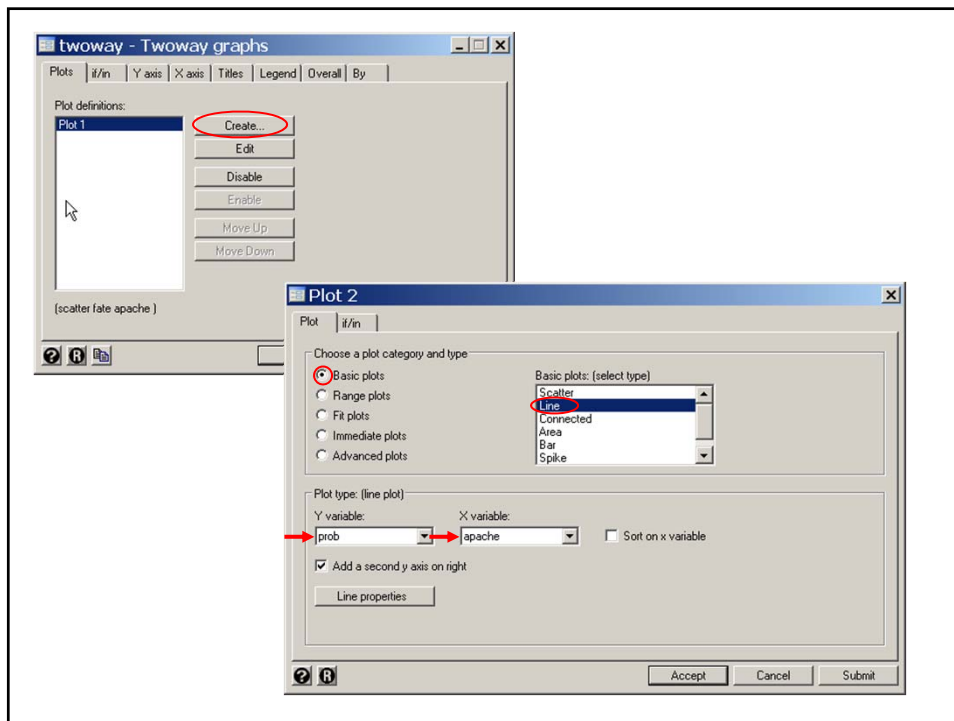 twoway - Twoway graphs
Plots if/in Y axis X axis Titles Legend Overall By
Plot definitions:
Plot 1
Create...
Edit
Disable
Enable
Move Up
Move Down
(scatter fate apache )
Plot 2
Plot if/in
Choose a plot category and type
Basic plots
Range plots
Fit plots
Immediate plots
Advanced plots
Basic plots: (select type)
Scatter
Line
Connected
Area
Bar
Spike
Plot type: (line plot)
Y variable: X variable:
prob apache Sort on x variable
Add a second y axis on right
Line properties
Accept Cancel Submit